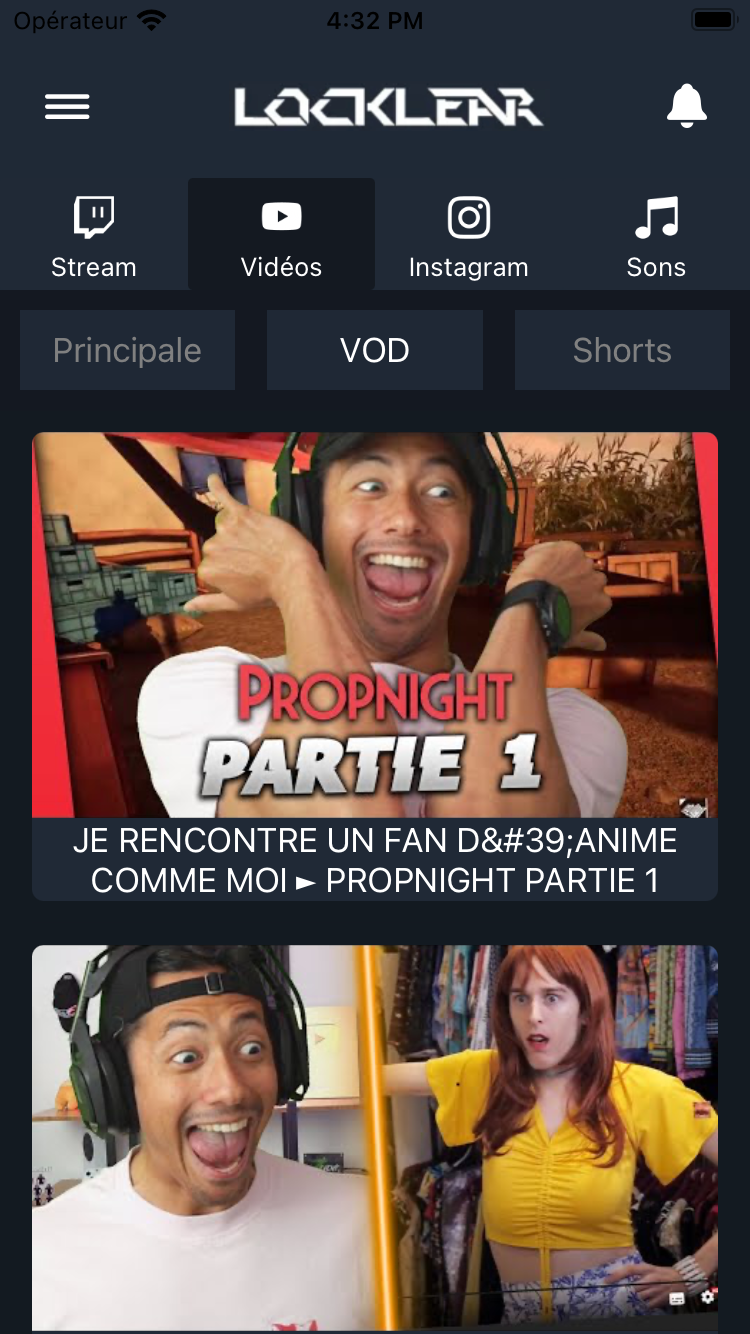 Opérateur 4:32 PM
LOCKLEAR
Stream Vidéos Instagram Sons
Principale VOD Shorts
PROPNIGHT
PARTIE 1
JE RENCONTRE UN FAN D&#39;ANIME
COMME MOI ► PROPNIGHT PARTIE 1